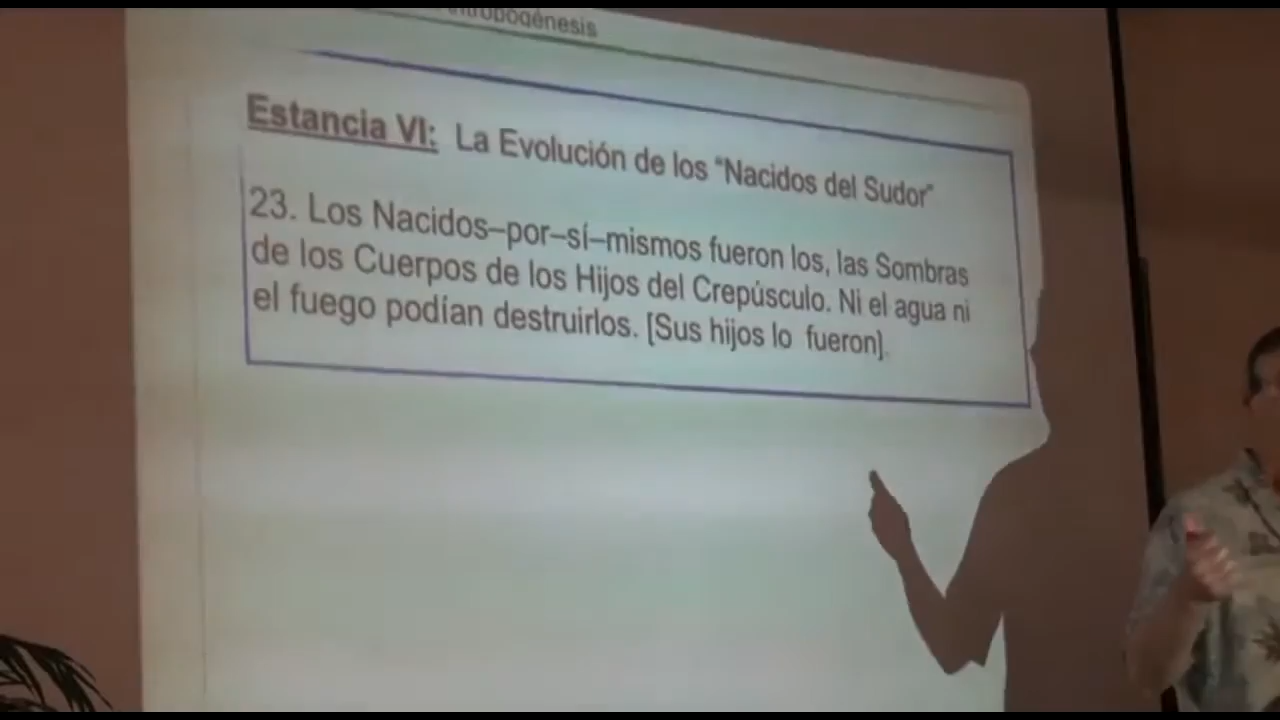 Antropogénesis
Estancia VI: La Evolución de los "Nacidos del Sudor"
23. Los Nacidos–por–sí–mismos fueron los, las Sombras
de los Cuerpos de los Hijos del Crepúsculo. Ni el agua ni
el fuego podían destruirlos. [Sus hijos lo fueron].